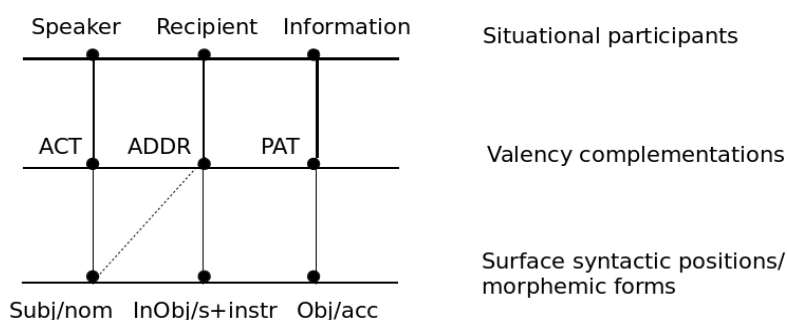 Speaker Recipient Information
Situational participants
ACT ADDR PAT
Valency complementations
Surface syntactic positions/
morphemic forms
Subj/nom InObj/s+instr Obj/acc